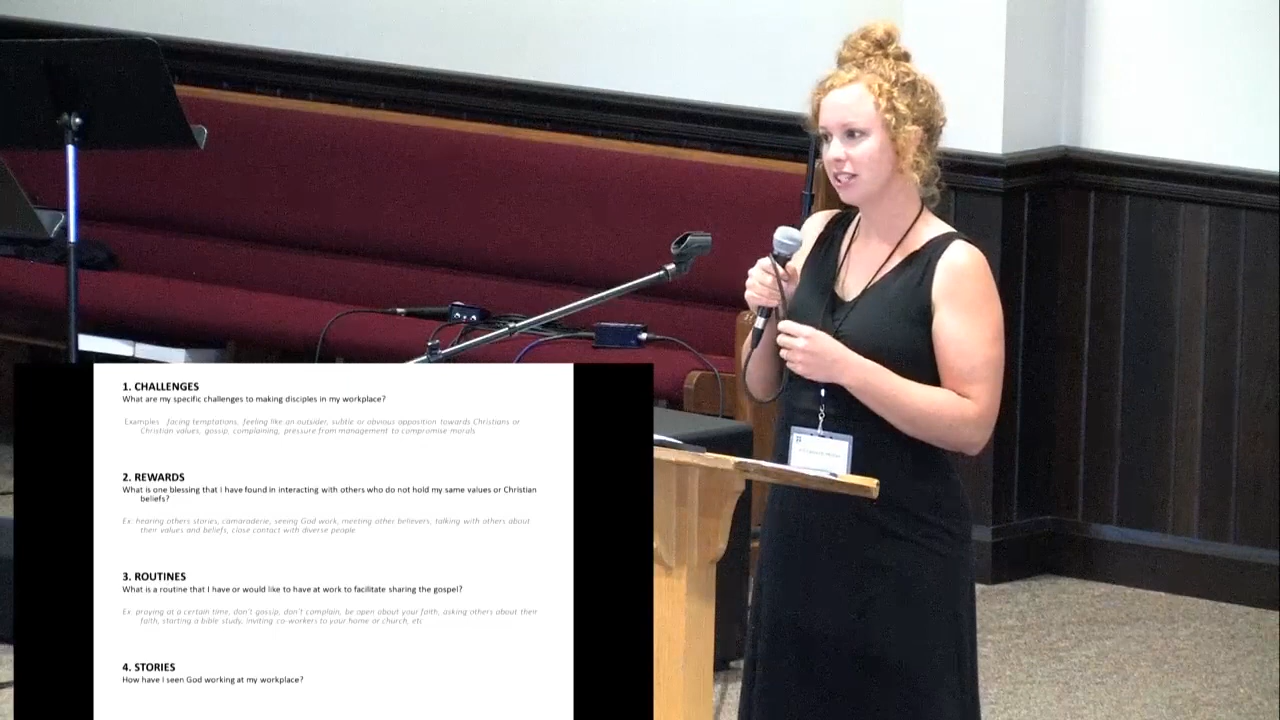 1. CHALLENGES
What are my specific challenges to making disciples in my workplace?
Examples: facing temptations, feeling like an outsider, subtle or obvious opposition towards Christians or
Christian values, gossip, complaining, pressure from management to compromise morals
2. REWARDS
What is one blessing that I have found in interacting with others who do not hold my same values or Christian
beliefs?
Ex: hearing others stories, camaraderie, seeing God work, meeting other believers, talking with others about
their values and beliefs, close contact with diverse people
3. ROUTINES
What is a routine that I have or would like to have at work to facilitate sharing the gospel?
Ex: praying at a certain time, don't gossip, don't complain, be open about your faith, asking others about their
faith, starting a bible study, inviting co-workers to your home or church, etc
4. STORIES
How have I seen God working at my workplace?